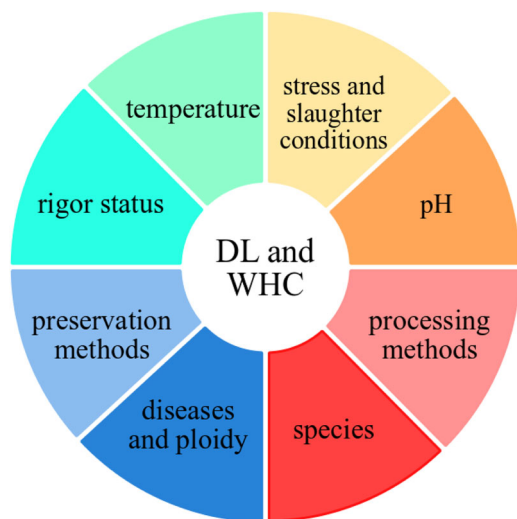 temperature
stress and
slaughter
conditions
rigor status
pH
DL and
WHC
preservation
methods
processing
methods
diseases
and ploidy
species